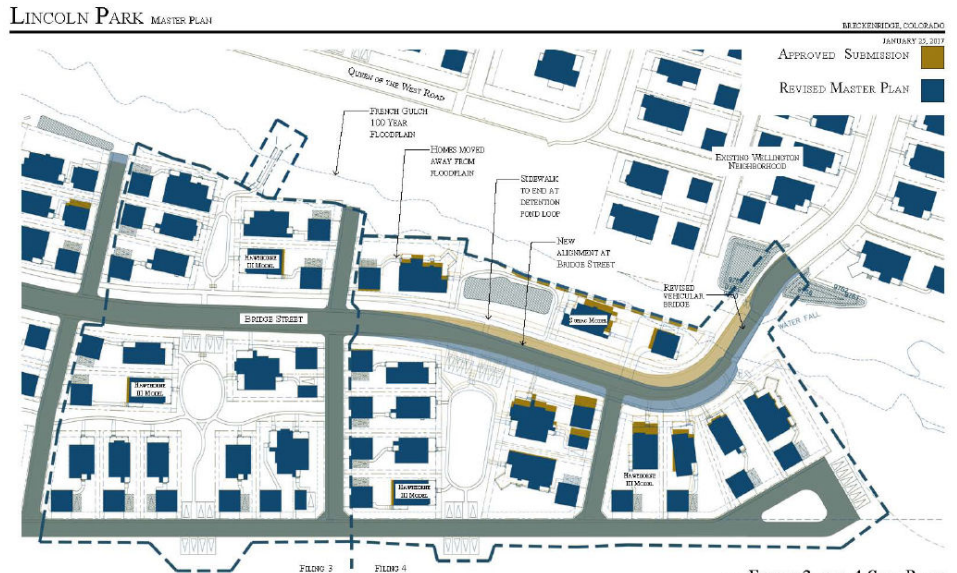 LINCOLN PARK MASTER PLAN
BRECKENRIDGE, COLORADO
JANUARY 25, 2017
APPROVED SUBMISSION
REVISED MASTER PLAN
QUEEN OF THE WEST ROAD
FRENCH GULCH
100 YEAR
FLOODPLAIN
HOMES MOVED
AWAY FROM
FLOODPLAIN
SIDEWALK
TO END AT
DETENTION
POND LOOP
EXISTING WELLINGTON
NEIGHBORHOOD
NEW
ALIGNMENT AT
BRIDGE STREET
HAWTHORNE
III MODEL
REVISED
VEHICULAR
BRIDGE
BRIDGE STREET
WATER FALL
HAWTHORNE
III MODEL
HAWTHORNE
III MODEL
HAWTHORNE
III MODEL
FILING 3
FILING 4